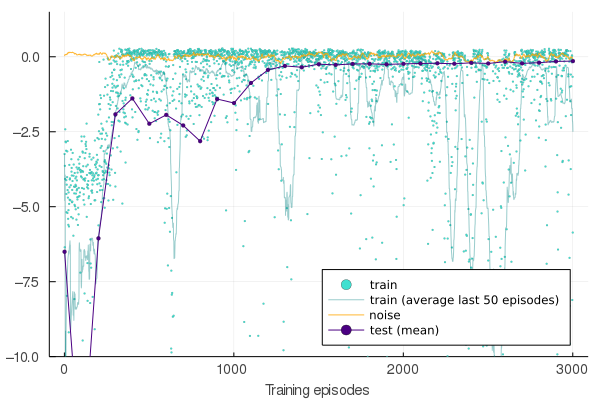 0.0
−2.5
−5.0
−7.5
−10.0
0
1000
2000
3000
Training episodes
train
train (average last 50 episodes)
noise
test (mean)